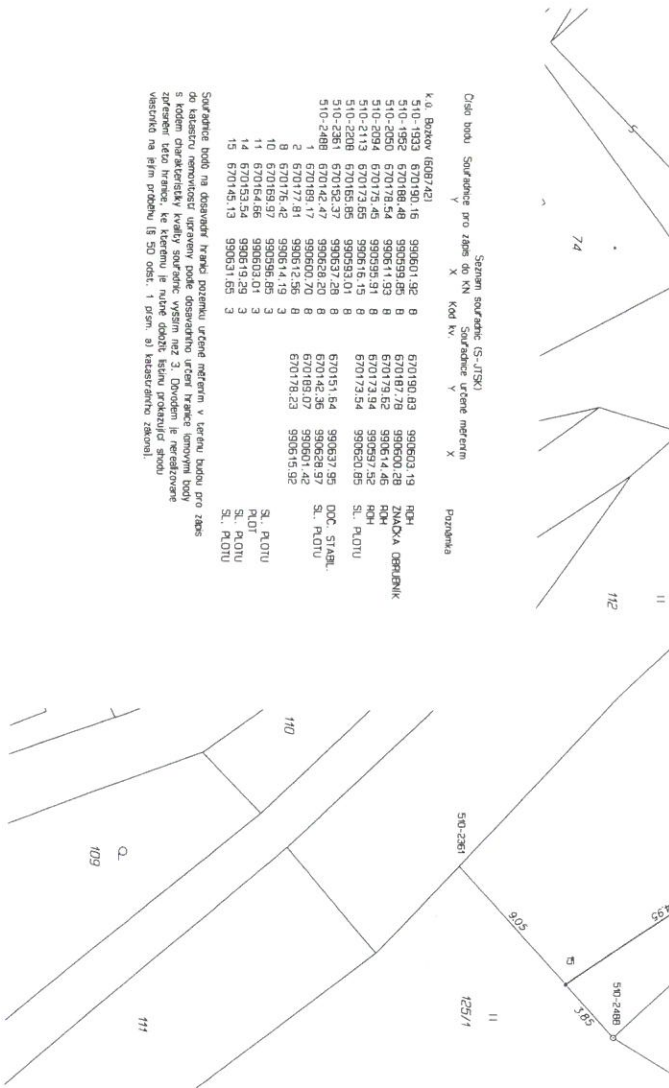 Seznam souřadnic (S-JTSK)
Číslo bodu Souřadnice pro zápis do KN Souřadnice určené měřením
Y X Kód kv. Y X Poznámka
k.ú. Bozkov (608742)
510-1933 670190.16 990601.92 8 670190.83 990603.19 ROH
510-1952 670188.48 990599.85 8 670187.78 990600.28 ZNAČKA OBRUBNÍK
510-2050 670178.54 990611.93 8 670179.62 990614.46 ROH
510-2094 670175.45 990595.91 8 670173.94 990597.52 ROH
510-2113 670173.65 990616.15 8 670173.54 990620.85 SL. PLOTU
510-2208 670165.85 990593.01 8
510-2361 670152.37 990637.28 8 670151.64 990637.95 DOČ. STABIL.
510-2488 670142.47 990628.20 8 670142.36 990628.97 SL. PLOTU
1 670189.17 990600.70 8 670189.07 990601.42
2 670177.81 990612.56 8 670178.23 990615.92
8 670176.42 990614.19 3
10 670169.97 990596.85 3 SL. PLOTU
11 670164.66 990603.01 3 PLOT
14 670153.54 990619.29 3 SL. PLOTU
15 670145.13 990631.65 3 SL. PLOTU
Souřadnice bodů na dosavadní hranici pozemku určené měřením v terénu budou pro zápis
do katastru nemovitostí upraveny podle dosavadního určení hranice lomovými body
s kódem charakteristiky kvality souřadnic vyšším než 3. Důvodem je nerealizované
zpřesnění této hranice, ke kterému je nutné doložit listinu prokazující shodu
vlastníků na jejím průběhu [§ 50 odst. 1 písm. a) katastrálního zákona].
74
112
II
110
109
111
510-2361
9.05
15
3.85
510-2488
4.95
125/1
II